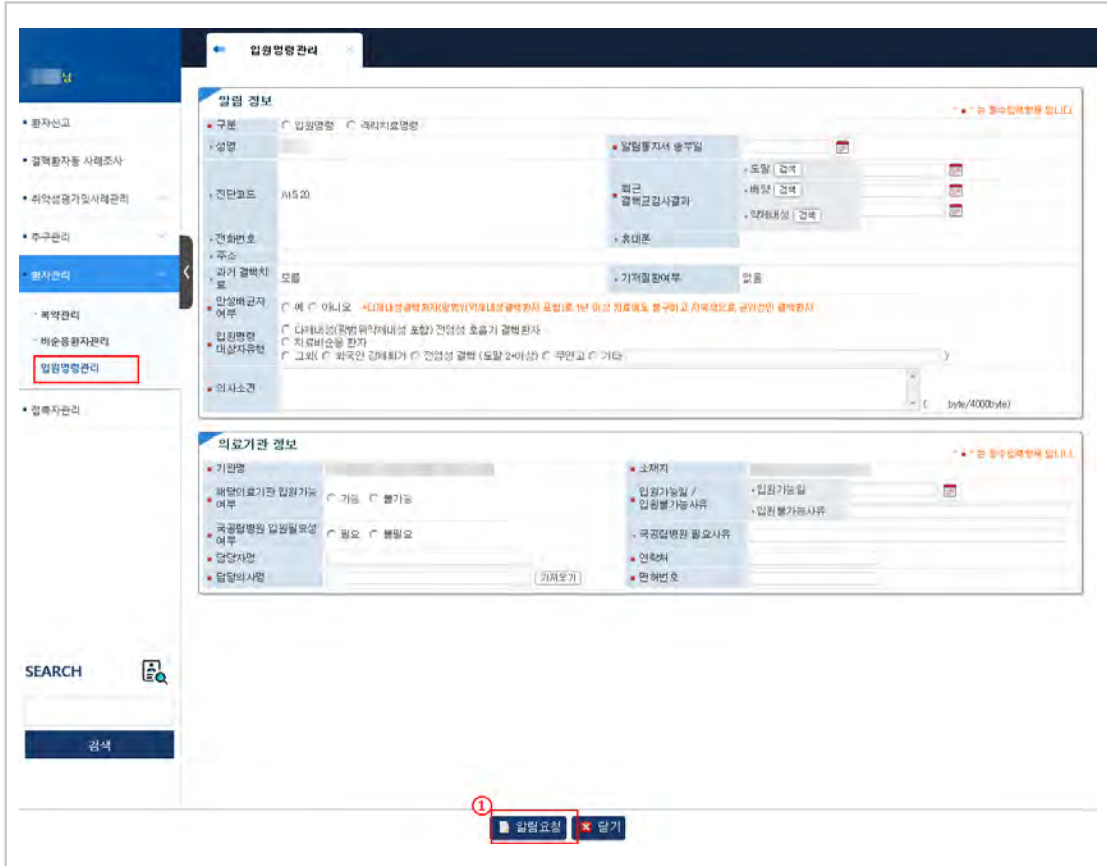 입원명령관리
님
환자신고
결핵환자등 사례조사
취약성평가및사례관리
추구관리
환자관리
복약관리
비순응환자관리
입원명령관리
접촉자관리
SEARCH
검색
알림 정보
"■" 는 필수입력항목 입니다.
구분 입원명령 격리치료명령
성명 알림통지서 송부일
진단코드 A15.20 최근 결핵균검사결과
도말 검색
배양 검색
약제내성 검색
전화번호 휴대폰
주소
과거 결핵치료 모름 기저질환여부 없음
만성배균자 여부 예 아니오
입원명령 대상자유형 다제내성(광범위약제내성 포함) 전염성 호흡기 결핵환자
치료비순응 환자
그외( 외국인 강제퇴거 전염성 결핵 (도말 2+이상) 무연고 기타 )
의사소견 ( byte/4000byte)
의료기관 정보
"■" 는 필수입력항목 입니다.
기관명 소재지
해당의료기관 입원가능 여부 가능 불가능 입원가능일 / 입원불가능사유
입원가능일
입원불가능사유
국공립병원 입원필요성 여부 필요 불필요 국공립병원 필요사유
담당자명 연락처
담당의사명 가져오기 면허번호
①
알림요청 닫기